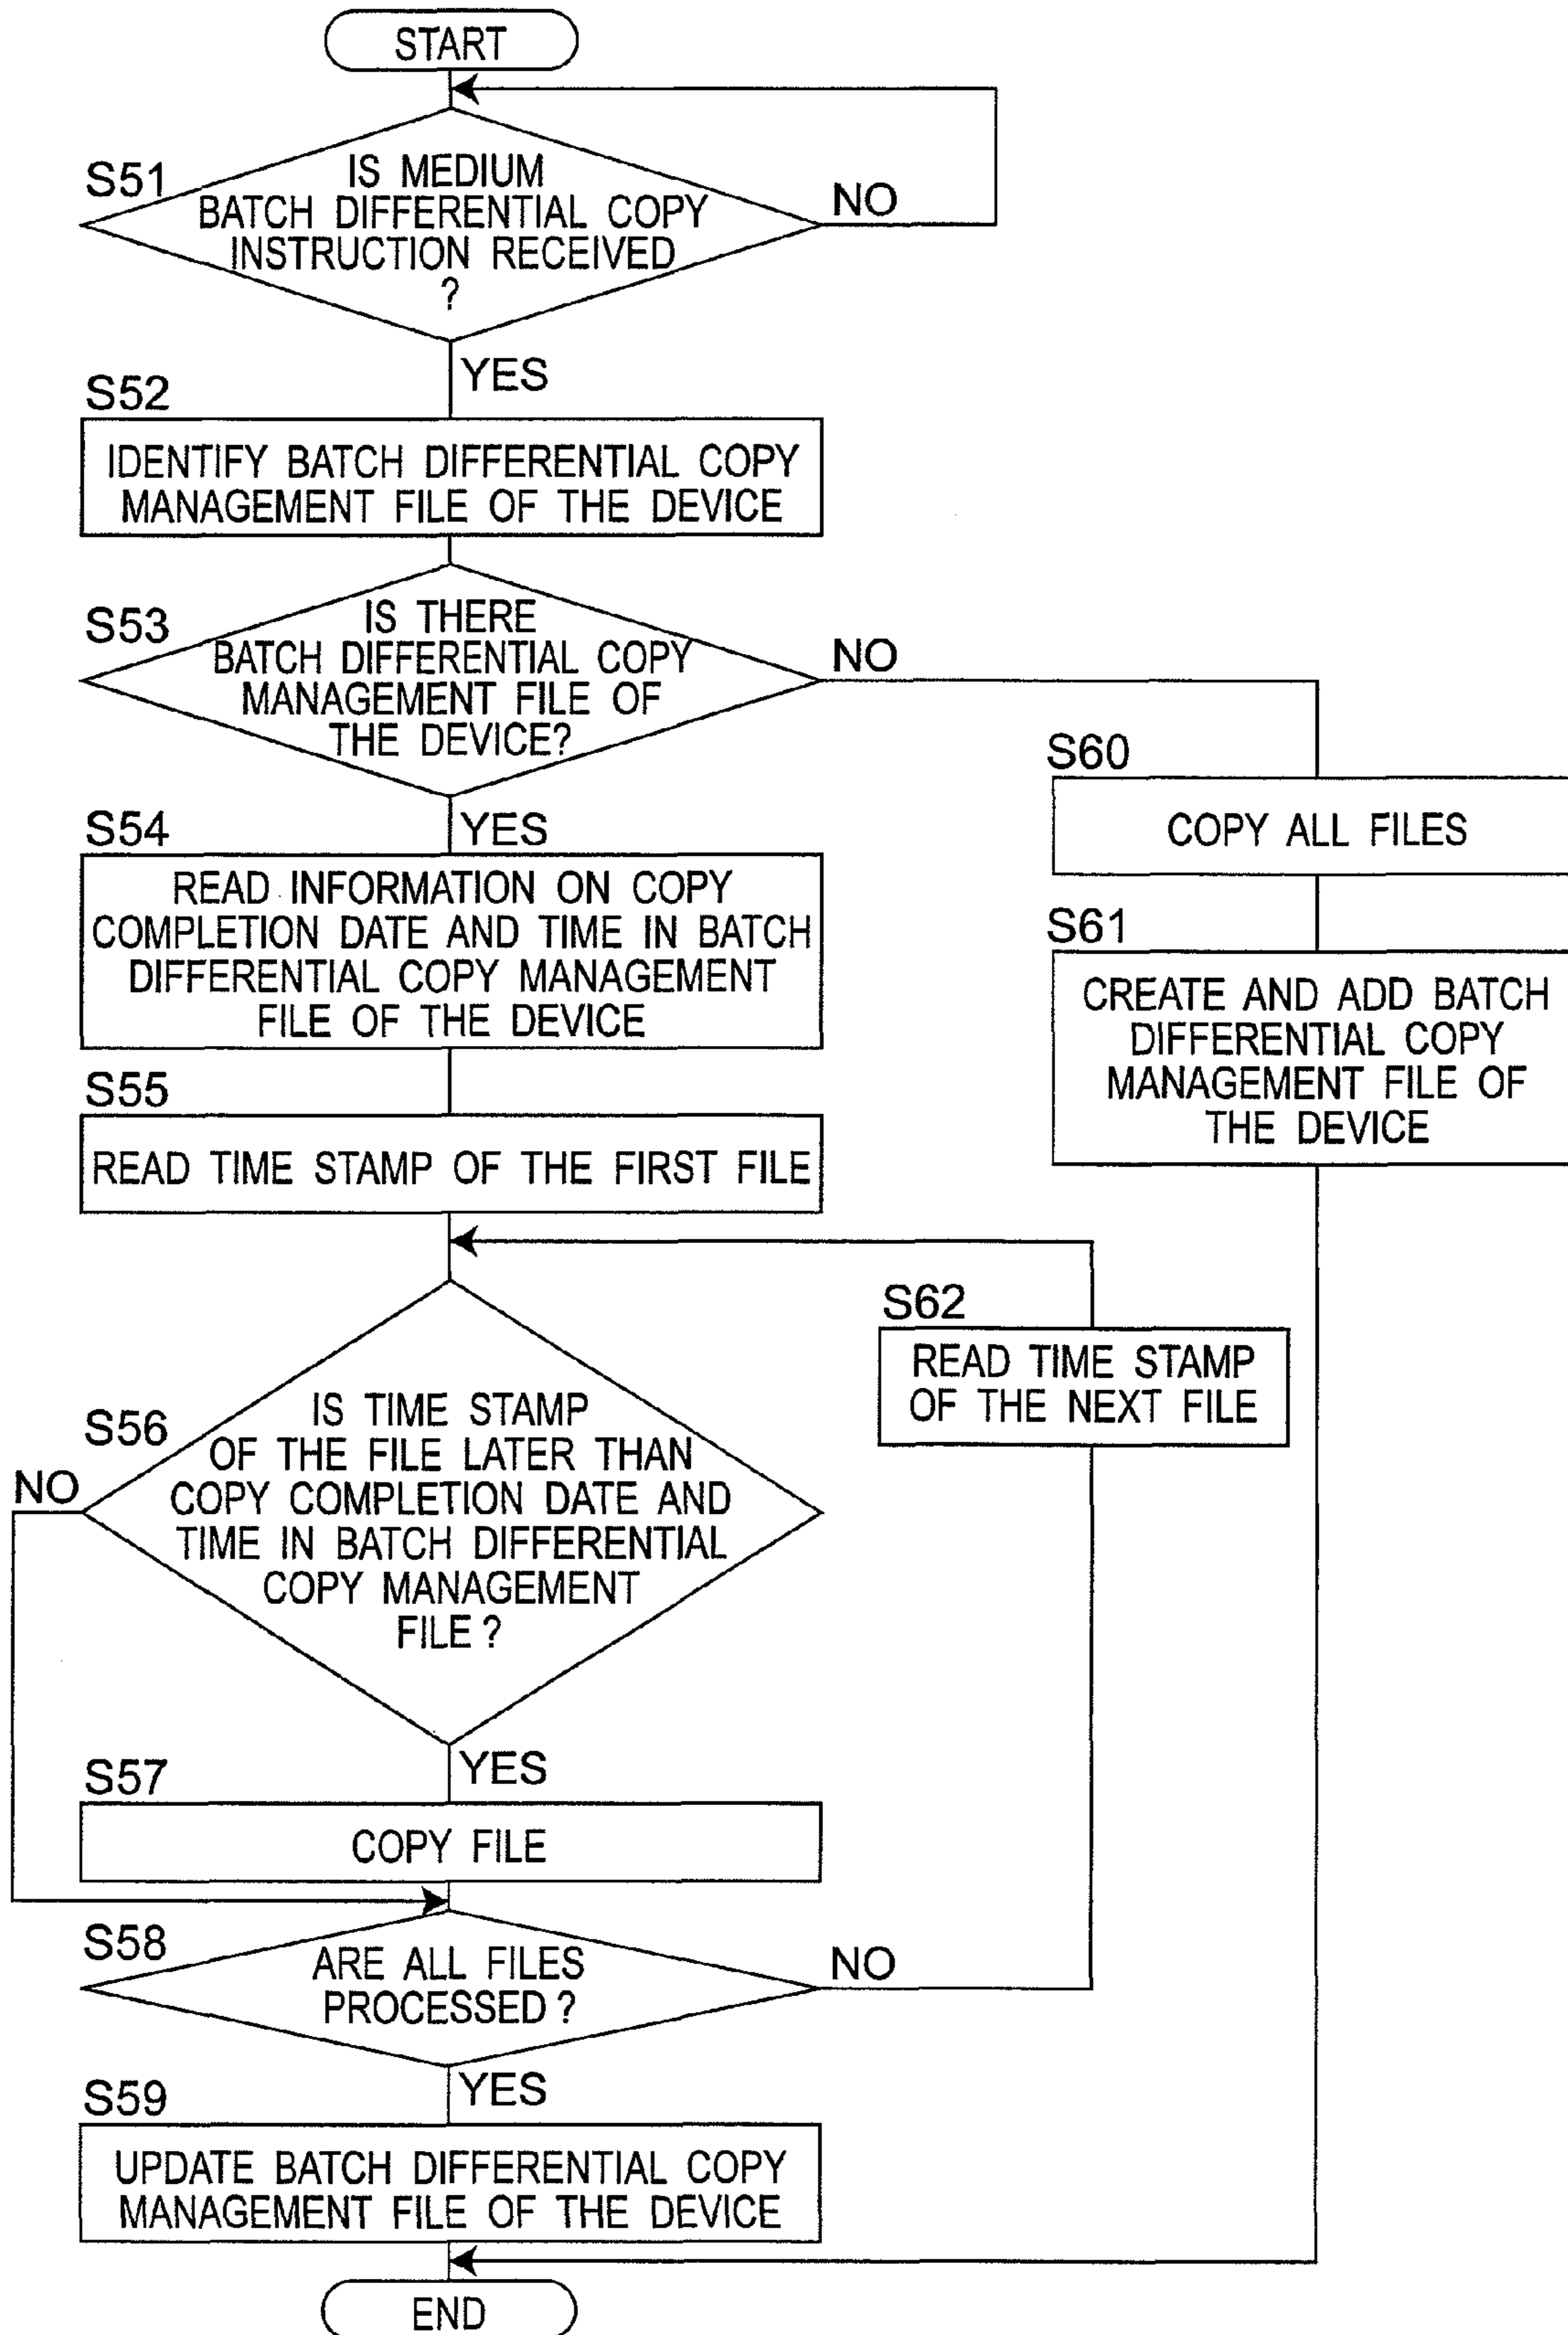 START
S51
IS MEDIUM
BATCH DIFFERENTIAL COPY
INSTRUCTION RECEIVED
?
NO
YES
S52
IDENTIFY BATCH DIFFERENTIAL COPY
MANAGEMENT FILE OF THE DEVICE
S53
IS THERE
BATCH DIFFERENTIAL COPY
MANAGEMENT FILE OF
THE DEVICE?
NO
YES
S60
COPY ALL FILES
S61
CREATE AND ADD BATCH
DIFFERENTIAL COPY
MANAGEMENT FILE OF
THE DEVICE
S54
READ INFORMATION ON COPY
COMPLETION DATE AND TIME IN BATCH
DIFFERENTIAL COPY MANAGEMENT
FILE OF THE DEVICE
S55
READ TIME STAMP OF THE FIRST FILE
S62
READ TIME STAMP
OF THE NEXT FILE
S56
IS TIME STAMP
OF THE FILE LATER THAN
COPY COMPLETION DATE AND
TIME IN BATCH DIFFERENTIAL
COPY MANAGEMENT
FILE?
NO
YES
S57
COPY FILE
S58
ARE ALL FILES
PROCESSED?
NO
YES
S59
UPDATE BATCH DIFFERENTIAL COPY
MANAGEMENT FILE OF THE DEVICE
END